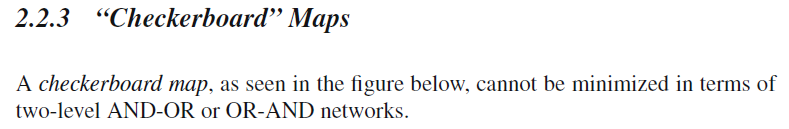 2.2.3 “Checkerboard” Maps
A checkerboard map, as seen in the figure below, cannot be minimized in terms of
two-level AND-OR or OR-AND networks.